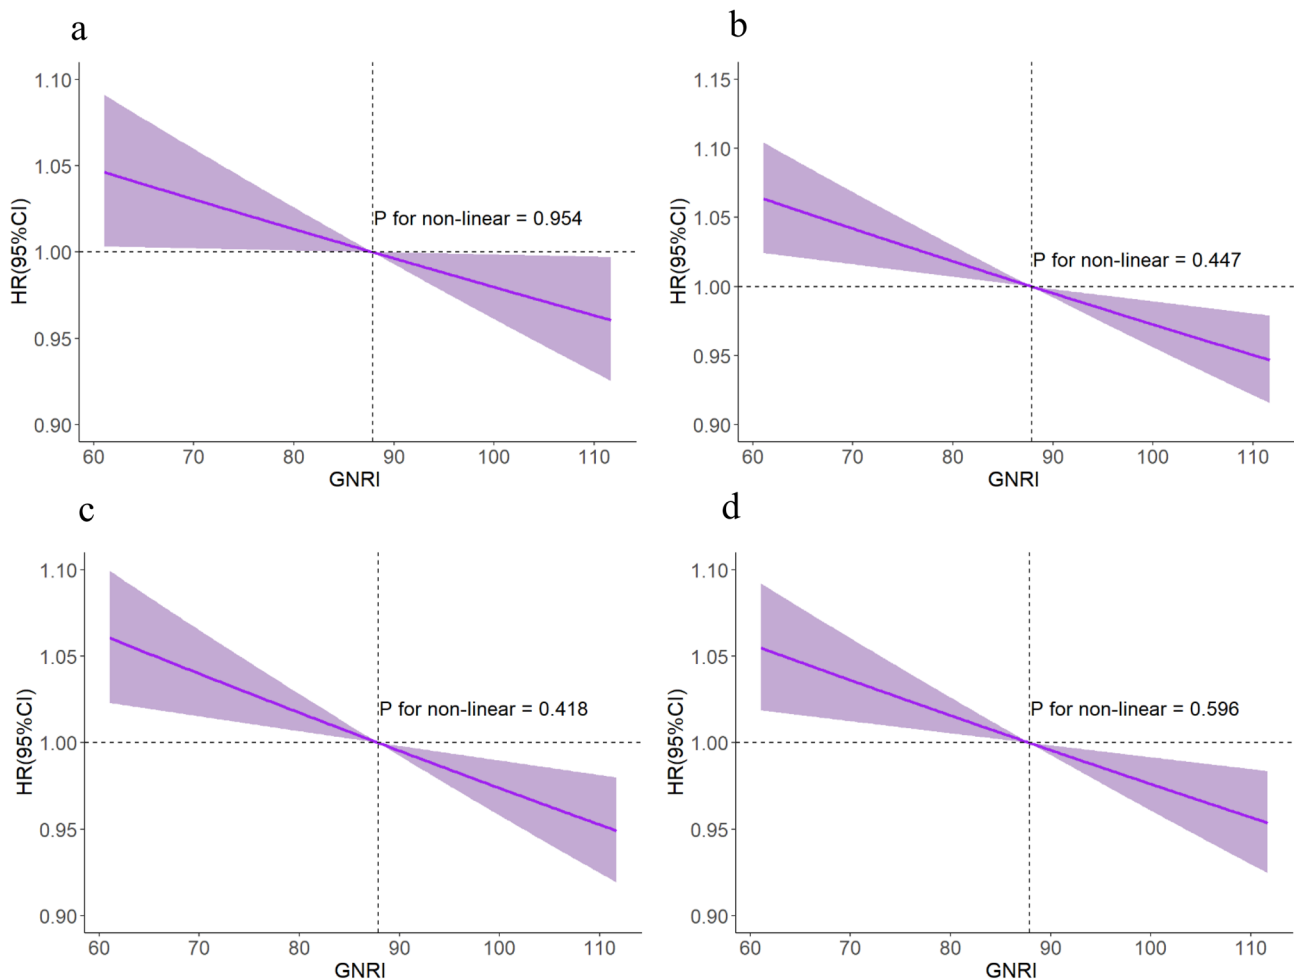 a
1.10
1.05
1.00
0.95
0.90
HR(95%CI)
P for non-linear = 0.954
60 70 80 90 100 110
GNRI
b
1.15
1.10
1.05
1.00
0.95
0.90
HR(95%CI)
P for non-linear = 0.447
60 70 80 90 100 110
GNRI
c
1.10
1.05
1.00
0.95
0.90
HR(95%CI)
P for non-linear = 0.418
60 70 80 90 100 110
GNRI
d
1.10
1.05
1.00
0.95
0.90
HR(95%CI)
P for non-linear = 0.596
60 70 80 90 100 110
GNRI